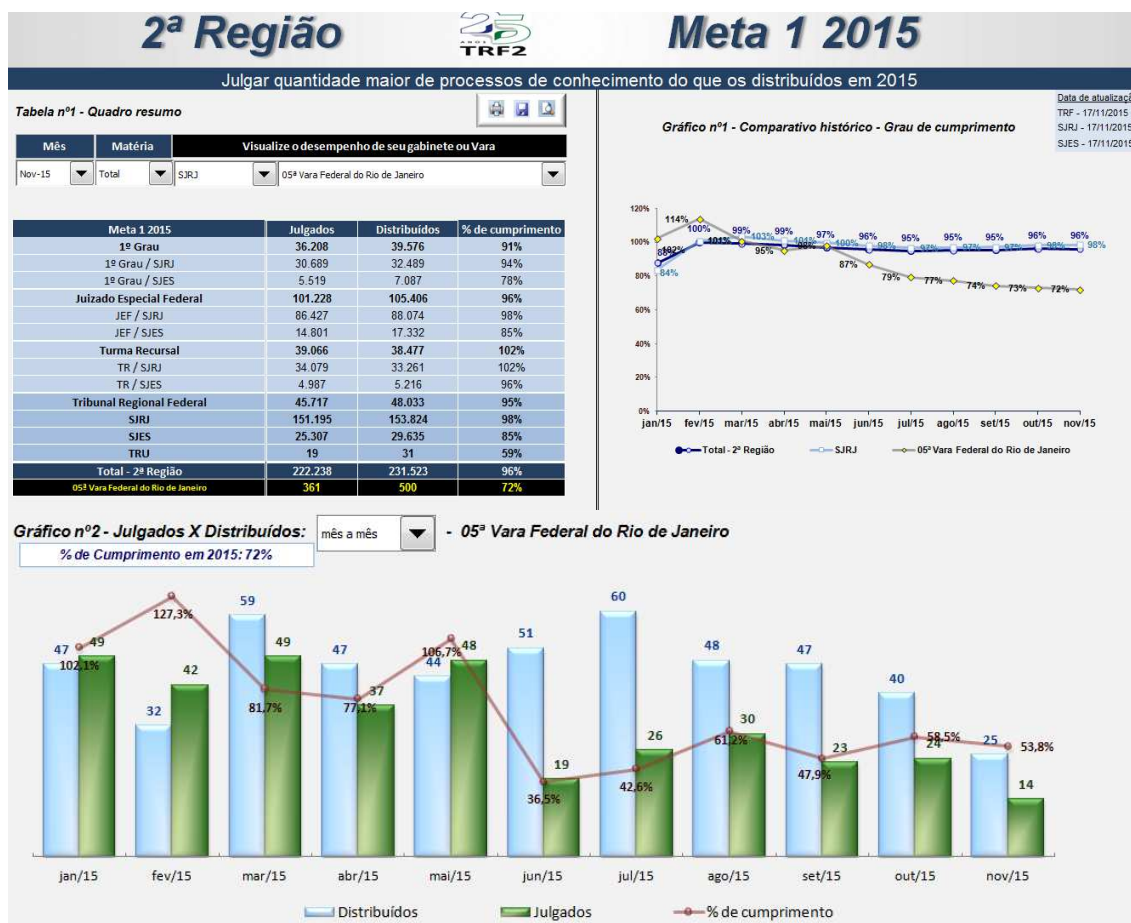 2ª Região
25
ANOS
TRF2
Meta 1 2015
Julgar quantidade maior de processos de conhecimento do que os distribuídos em 2015
Tabela nº1 - Quadro resumo
Mês Matéria Visualize o desempenho de seu gabinete ou Vara
Nov-15 Total SJRJ 05ª Vara Federal do Rio de Janeiro
Meta 1 2015 Julgados Distribuídos % de cumprimento
1º Grau 36.208 39.576 91%
1º Grau / SJRJ 30.689 32.489 94%
1º Grau / SJES 5.519 7.087 78%
Juizado Especial Federal 101.228 105.406 96%
JEF / SJRJ 86.427 88.074 98%
JEF / SJES 14.801 17.332 85%
Turma Recursal 39.066 38.477 102%
TR / SJRJ 34.079 33.261 102%
TR / SJES 4.987 5.216 96%
Tribunal Regional Federal 45.717 48.033 95%
SJRJ 151.195 153.824 98%
SJES 25.307 29.635 85%
TRU 19 31 59%
Total - 2ª Região 222.238 231.523 96%
05ª Vara Federal do Rio de Janeiro 361 500 72%
Data de atualizaçã
TRF - 17/11/2015
SJRJ - 17/11/2015
SJES - 17/11/2015
Gráfico nº1 - Comparativo histórico - Grau de cumprimento
120%
100%
80%
60%
40%
20%
0%
114%
100% 99% 99% 97% 96% 95% 95% 95% 96% 96%
102% 101% 103% 101% 100% 98% 97% 97% 97% 98% 98%
88% 95% 98% 87% 79% 77% 74% 73% 72%
84%
jan/15 fev/15 mar/15 abr/15 mai/15 jun/15 jul/15 ago/15 set/15 out/15 nov/15
Total - 2ª Região SJRJ 05ª Vara Federal do Rio de Janeiro
Gráfico nº2 - Julgados X Distribuídos: mês a mês - 05ª Vara Federal do Rio de Janeiro
% de Cumprimento em 2015: 72%
47 49 32 42 59 49 47 37 44 48 51 19 60 26 48 30 47 23 40 24 25 14
102,1% 127,3% 81,7% 77,1% 106,7% 36,5% 42,6% 61,2% 47,9% 58,5% 53,8%
jan/15 fev/15 mar/15 abr/15 mai/15 jun/15 jul/15 ago/15 set/15 out/15 nov/15
Distribuídos Julgados % de cumprimento